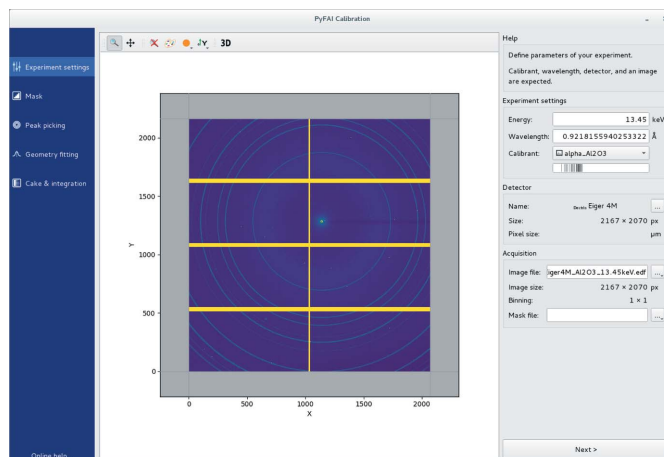 PyFAI Calibration
Experiment settings
Mask
Peak picking
Geometry fitting
Cake & integration
Online help
3D
2000
1500
1000
500
0
Y
0 500 1000 1500 2000
X
Help
Define parameters of your experiment.
Calibrant, wavelength, detector, and an image
are expected.
Experiment settings
Energy: 13.45 keV
Wavelength: 0.9218155940253322 Å
Calibrant: alpha_Al2O3
Detector
Name: Dectris Eiger 4M ...
Size: 2167 × 2070 px
Pixel size: μm
Acquisition
Image file: iger4M_Al2O3_13.45keV.edf ...
Image size: 2167 × 2070 px
Binning: 1 × 1
Mask file: ...
Next >